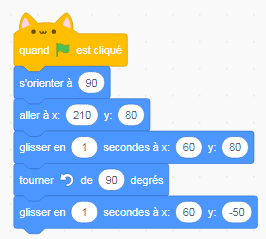 quand est cliqué
s'orienter à 90
aller à x: 210 y: 80
glisser en 1 secondes à x: 60 y: 80
tourner de 90 degrés
glisser en 1 secondes à x: 60 y: -50